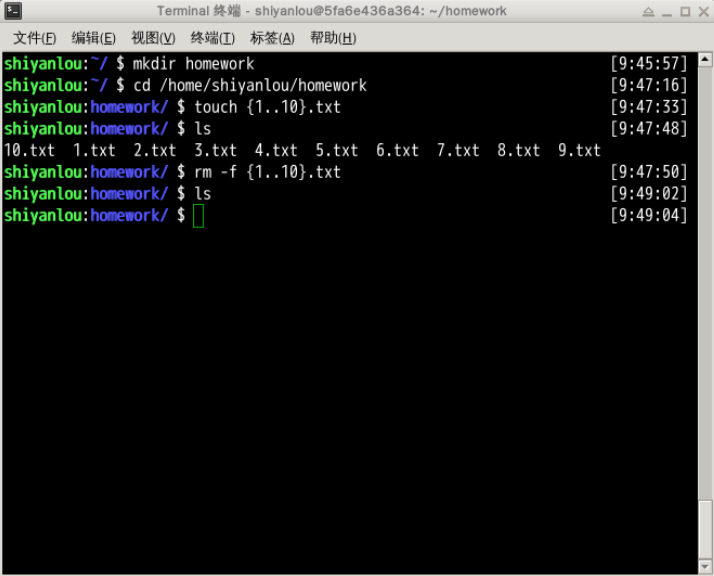 Terminal 终端 - shiyanlou@5fa6e436a364: ~/homework
文件(F) 编辑(E) 视图(V) 终端(T) 标签(A) 帮助(H)
shiyanlou:~/ $ mkdir homework [9:45:57]
shiyanlou:~/ $ cd /home/shiyanlou/homework [9:47:16]
shiyanlou:homework/ $ touch {1..10}.txt [9:47:33]
shiyanlou:homework/ $ ls [9:47:48]
10.txt 1.txt 2.txt 3.txt 4.txt 5.txt 6.txt 7.txt 8.txt 9.txt
shiyanlou:homework/ $ rm -f {1..10}.txt [9:47:50]
shiyanlou:homework/ $ ls [9:49:02]
shiyanlou:homework/ $ [9:49:04]